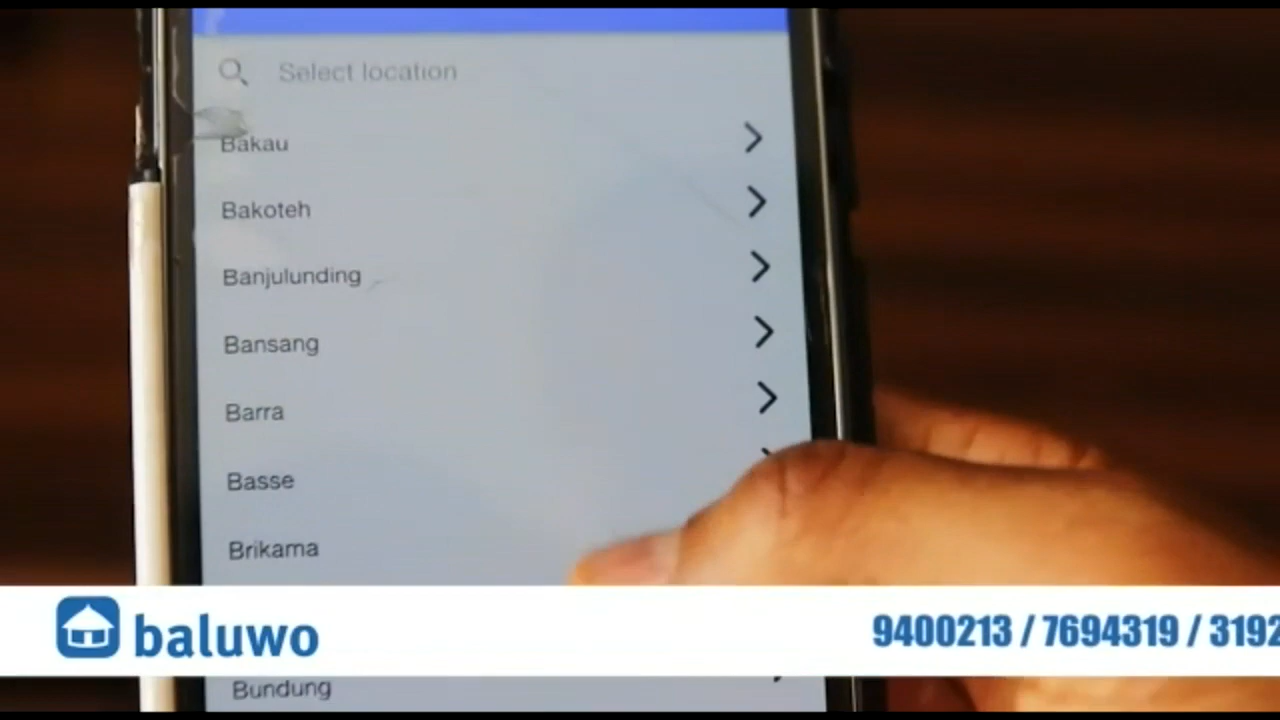 Select location
Bakau
Bakoteh
Banjulunding
Bansang
Barra
Basse
Brikama
baluwo
9400213 / 7694319 / 3192
Bundung